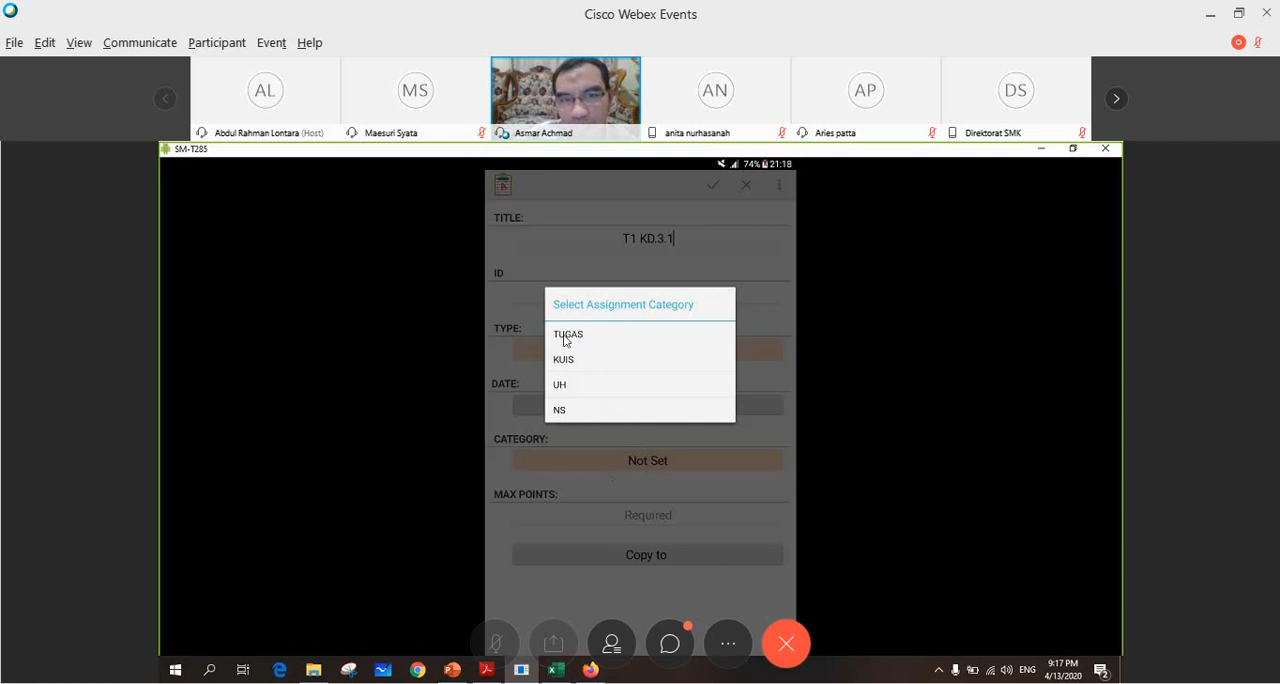 Cisco Webex Events
File Edit View Communicate Participant Event Help
AL MS AN AP DS
Abdul Rahman Lontara (Host) Maesuri Syata Asmar Achmad anita nurhasanah Aries patta Direktorat SMK
SM-T285
74% 21:18
TITLE:
T1 KD.3.1
ID
Select Assignment Category
TYPE:
TUGAS
KUIS
DATE:
UH
NS
CATEGORY:
Not Set
MAX POINTS:
Required
Copy to
ENG
9:17 PM
4/13/2020
2